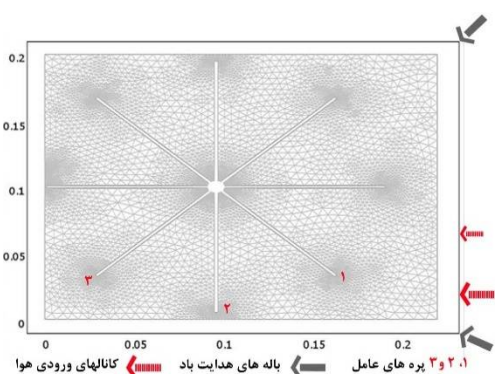 0.2
0.15
0.1
0.05
0
0 0.05 0.1 0.15 0.2
۳
۲
۱
۱، ۲ و ۳ پره های عامل
باله های هدایت باد
کانالهای ورودی هوا